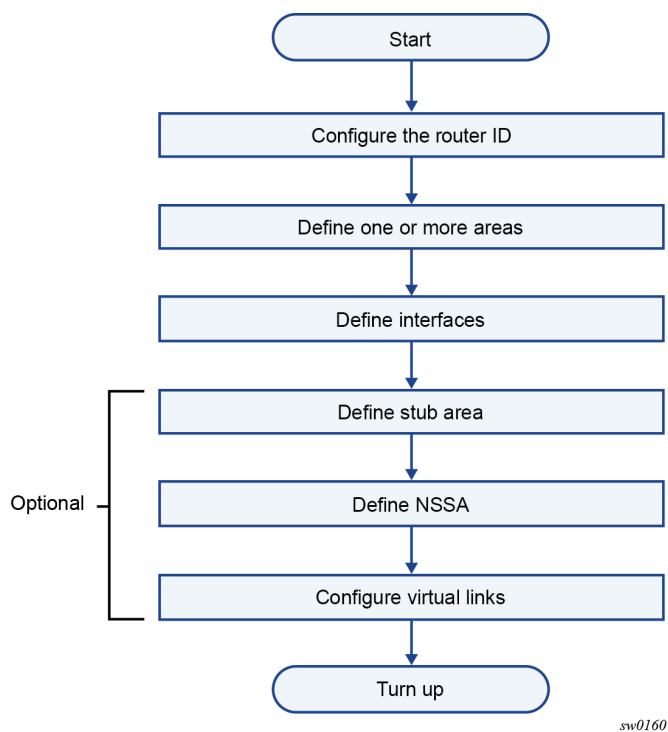 Start
Configure the router ID
Define one or more areas
Define interfaces
Define stub area
Optional
Define NSSA
Configure virtual links
Turn up
sw0160